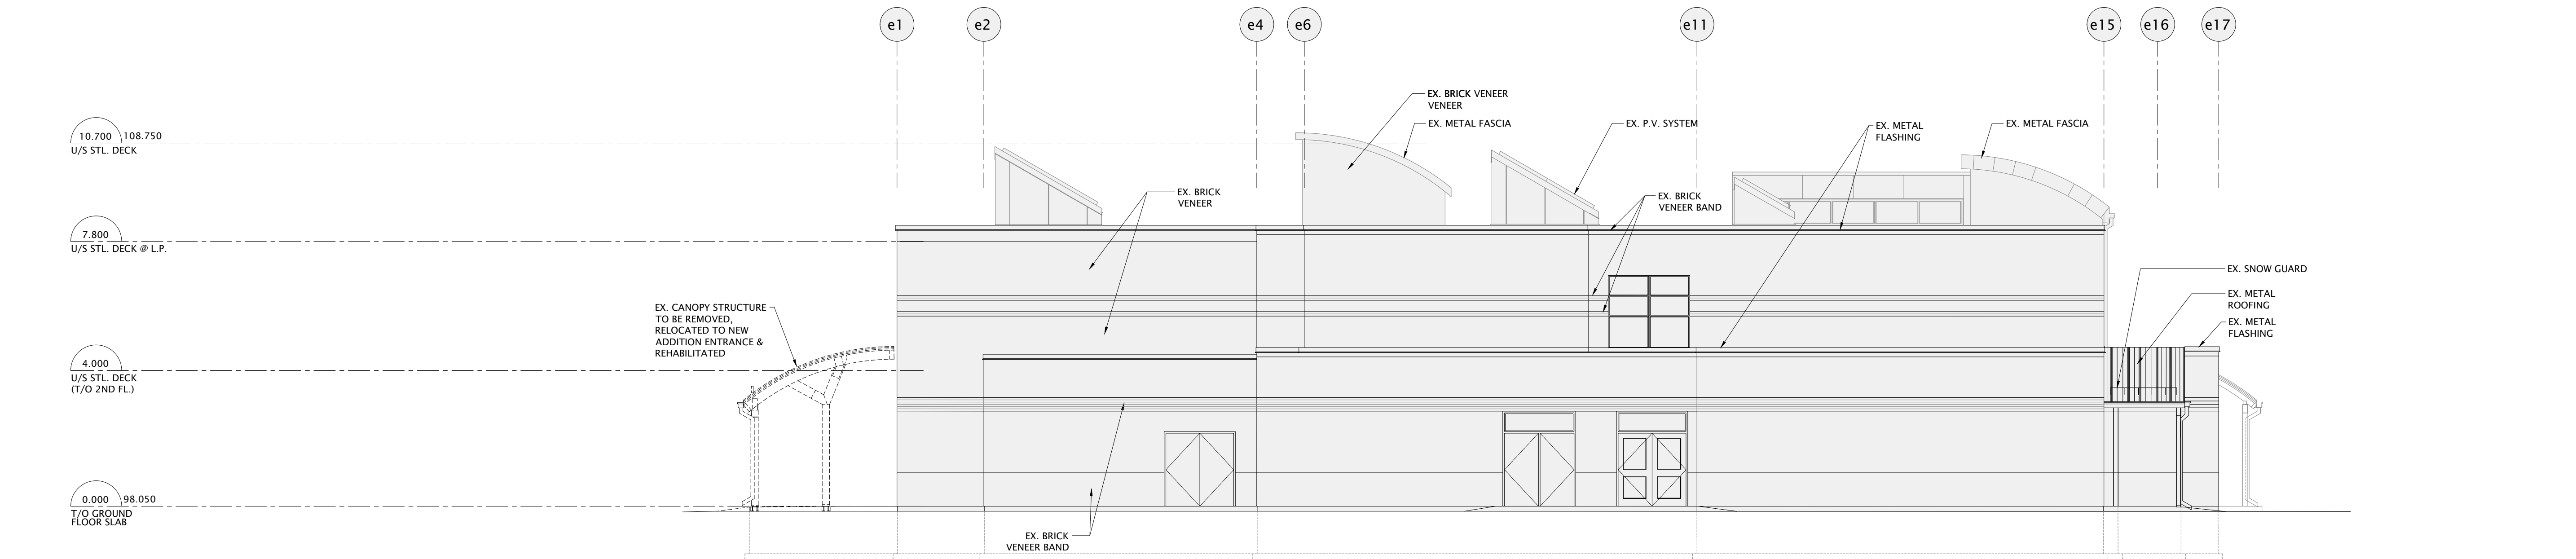 e1
e2
e4
e6
e11
e15
e16
e17
EX. BRICK VENEER
VENEER
EX. METAL FASCIA
EX. P.V. SYSTEM
EX. METAL
FLASHING
EX. METAL FASCIA
10.700 108.750
U/S STL. DECK
EX. BRICK
VENEER
EX. BRICK
VENEER BAND
7.800
U/S STL. DECK @ L.P.
EX. SNOW GUARD
EX. METAL
ROOFING
EX. METAL
FLASHING
EX. CANOPY STRUCTURE
TO BE REMOVED,
RELOCATED TO NEW
ADDITION ENTRANCE &
REHABILITATED
4.000
U/S STL. DECK
(T/O 2ND FL.)
0.000 98.050
T/O GROUND
FLOOR SLAB
EX. BRICK
VENEER BAND